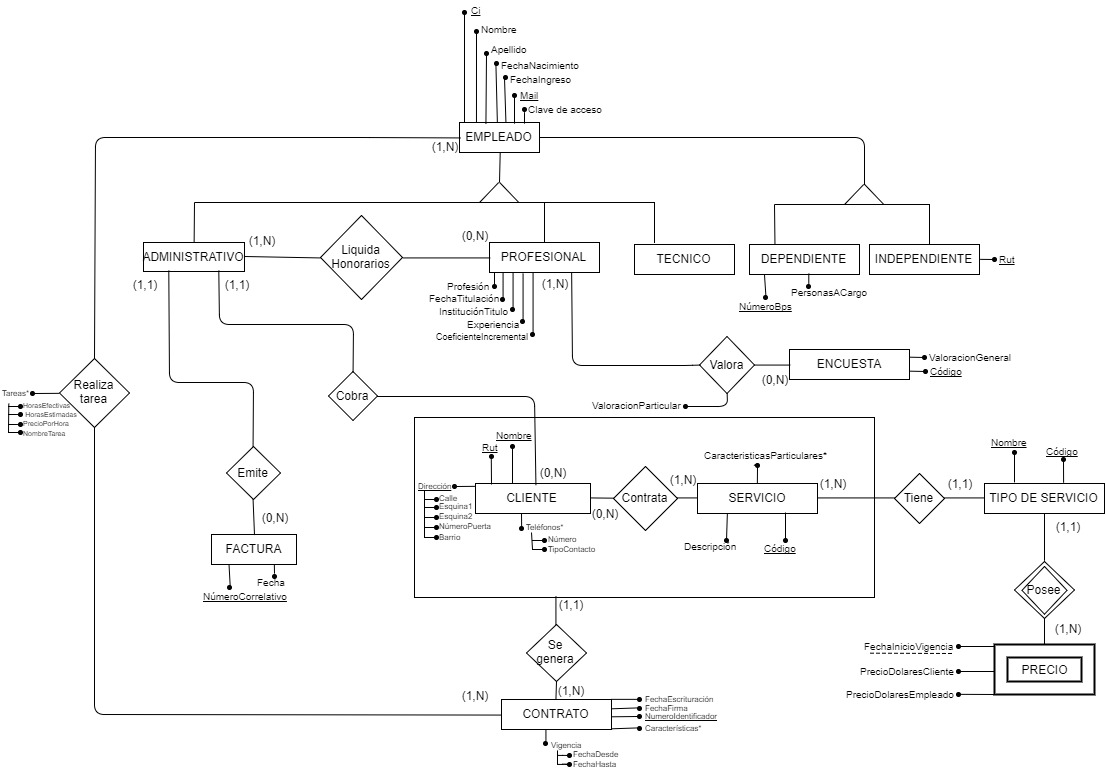 Ci
Nombre
Apellido
FechaNacimiento
FechaIngreso
Mail
Clave de acceso
EMPLEADO
(1,N)
(1,N)
(0,N)
ADMINISTRATIVO
Liquida
Honorarios
PROFESIONAL
TECNICO
DEPENDIENTE
INDEPENDIENTE
Rut
(1,1)
(1,1)
(1,N)
Profesión
FechaTitulación
InstituciónTitulo
Experiencia
CoeficienteIncremental
NúmeroBps
PersonasACargo
Valora
(0,N)
ENCUESTA
ValoracionGeneral
Código
ValoracionParticular
Realiza
tarea
Tareas*
HorasEfectivas
HorasEstimadas
PrecioPorHora
NombreTarea
Cobra
Emite
(0,N)
FACTURA
Fecha
NúmeroCorrelativo
Nombre
Rut
(0,N)
Dirección
Calle
Esquina1
Esquina2
NúmeroPuerta
Barrio
CLIENTE
(0,N)
Teléfonos*
Número
TipoContacto
Contrata
(1,N)
CaracteristicasParticulares*
SERVICIO
(1,N)
Descripción
Código
Tiene
(1,1)
Nombre
Código
TIPO DE SERVICIO
(1,1)
Posee
(1,N)
FechaInicioVigencia
PrecioDolaresCliente
PrecioDolaresEmpleado
PRECIO
(1,1)
Se
genera
(1,N)
(1,N)
CONTRATO
FechaEscrituración
FechaFirma
NumeroIdentificador
Características*
Vigencia
FechaDesde
FechaHasta